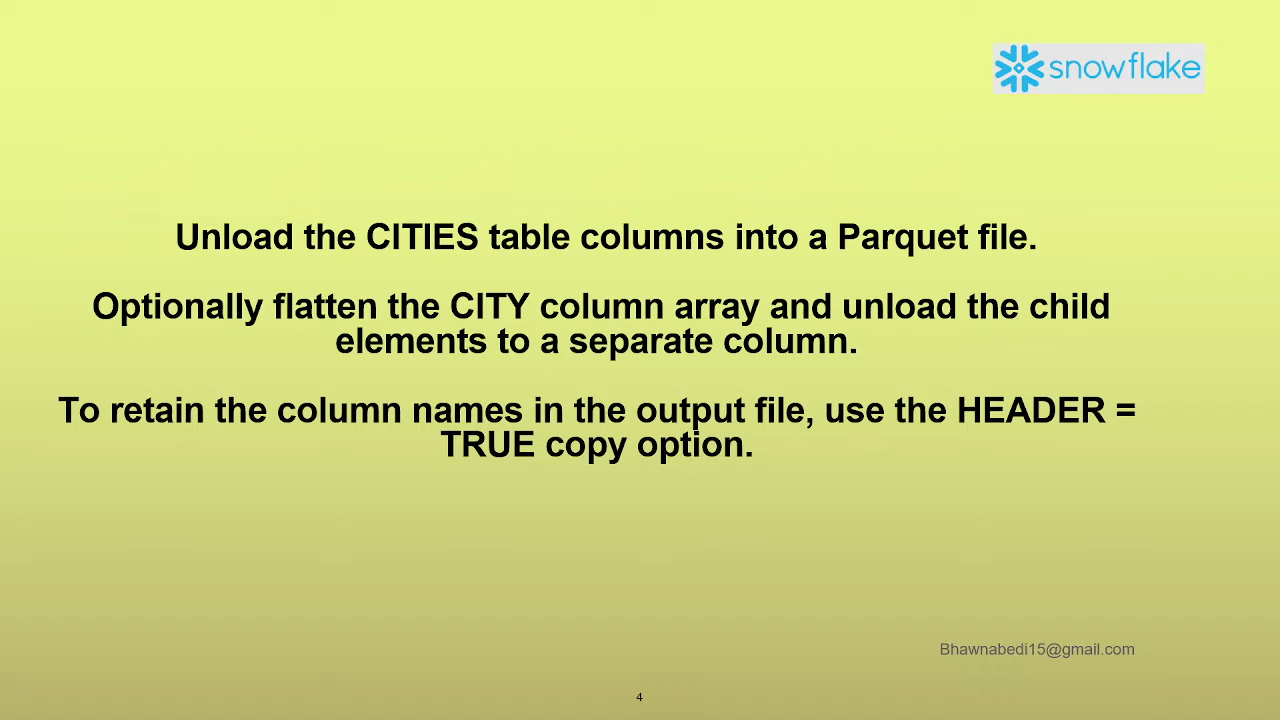 snowflake
Unload the CITIES table columns into a Parquet file.
Optionally flatten the CITY column array and unload the child
elements to a separate column.
To retain the column names in the output file, use the HEADER =
TRUE copy option.
Bhawnabedi15@gmail.com
4